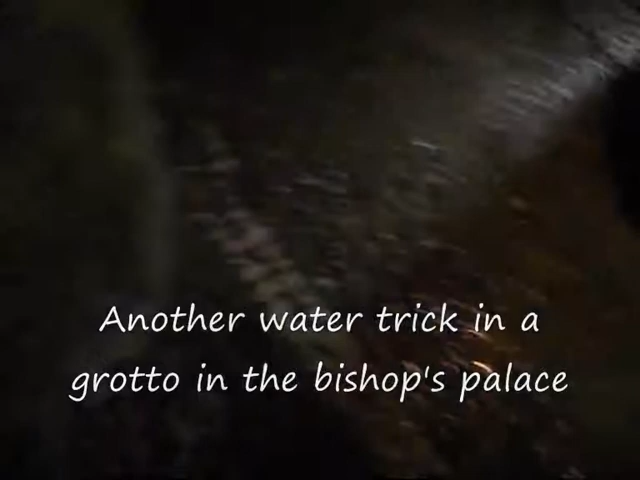 Another water trick in a
grotto in the bishop's palace